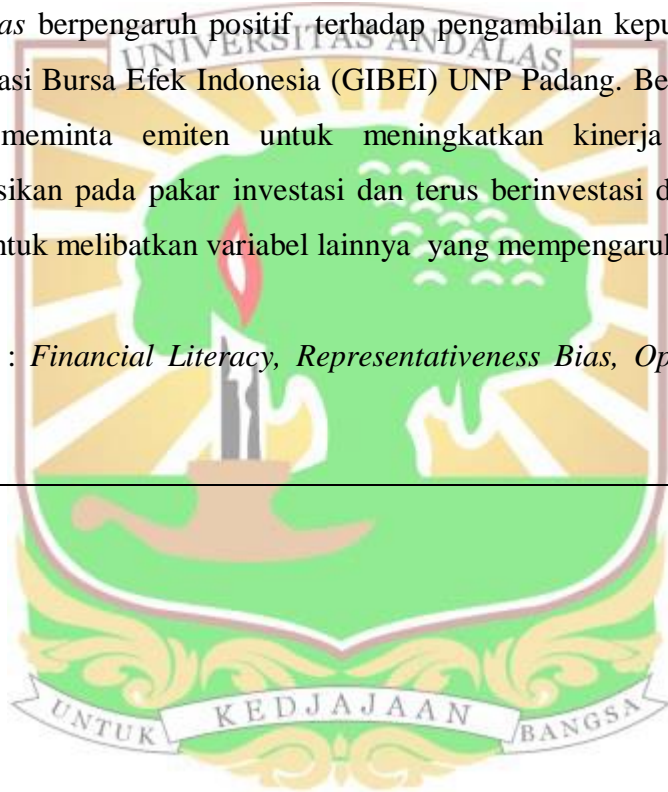 as berpengaruh positif terhadap pengambilan kepu
UNIVERSITAS ANDALAS
asi Bursa Efek Indonesia (GIBEI) UNP Padang. Be
meminta emiten untuk meningkatkan kinerja
sikan pada pakar investasi dan terus berinvestasi d
ntuk melibatkan variabel lainnya yang mempengaruh
: Financial Literacy, Representativeness Bias, Op
UNTUK KEDJAJAAN BANGSA